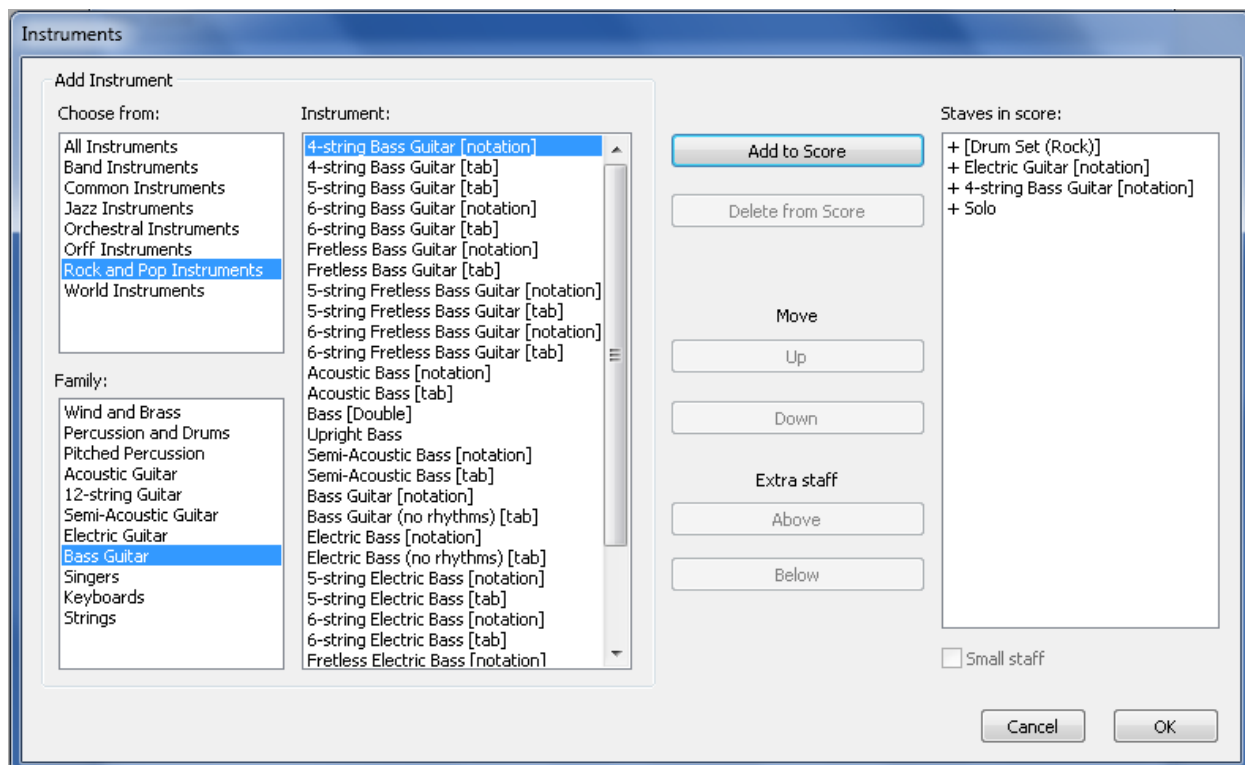 Instruments
Add Instrument
Choose from:
All Instruments
Band Instruments
Common Instruments
Jazz Instruments
Orchestral Instruments
Orff Instruments
Rock and Pop Instruments
World Instruments
Family:
Wind and Brass
Percussion and Drums
Pitched Percussion
Acoustic Guitar
12-string Guitar
Semi-Acoustic Guitar
Electric Guitar
Bass Guitar
Singers
Keyboards
Strings
Instrument:
4-string Bass Guitar [notation]
4-string Bass Guitar [tab]
5-string Bass Guitar [tab]
6-string Bass Guitar [notation]
6-string Bass Guitar [tab]
Fretless Bass Guitar [notation]
Fretless Bass Guitar [tab]
5-string Fretless Bass Guitar [notation]
5-string Fretless Bass Guitar [tab]
6-string Fretless Bass Guitar [notation]
6-string Fretless Bass Guitar [tab]
Acoustic Bass [notation]
Acoustic Bass [tab]
Bass [Double]
Upright Bass
Semi-Acoustic Bass [notation]
Semi-Acoustic Bass [tab]
Bass Guitar [notation]
Bass Guitar (no rhythms) [tab]
Electric Bass [notation]
Electric Bass (no rhythms) [tab]
5-string Electric Bass [notation]
5-string Electric Bass [tab]
6-string Electric Bass [notation]
6-string Electric Bass [tab]
Fretless Electric Bass [notation]
Add to Score
Delete from Score
Move
Up
Down
Extra staff
Above
Below
Staves in score:
+ [Drum Set (Rock)]
+ Electric Guitar [notation]
+ 4-string Bass Guitar [notation]
+ Solo
Small staff
Cancel
OK